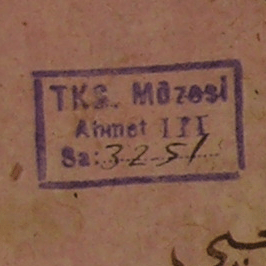 TKS. Müzesi
Ahmet III
Sa: 3251